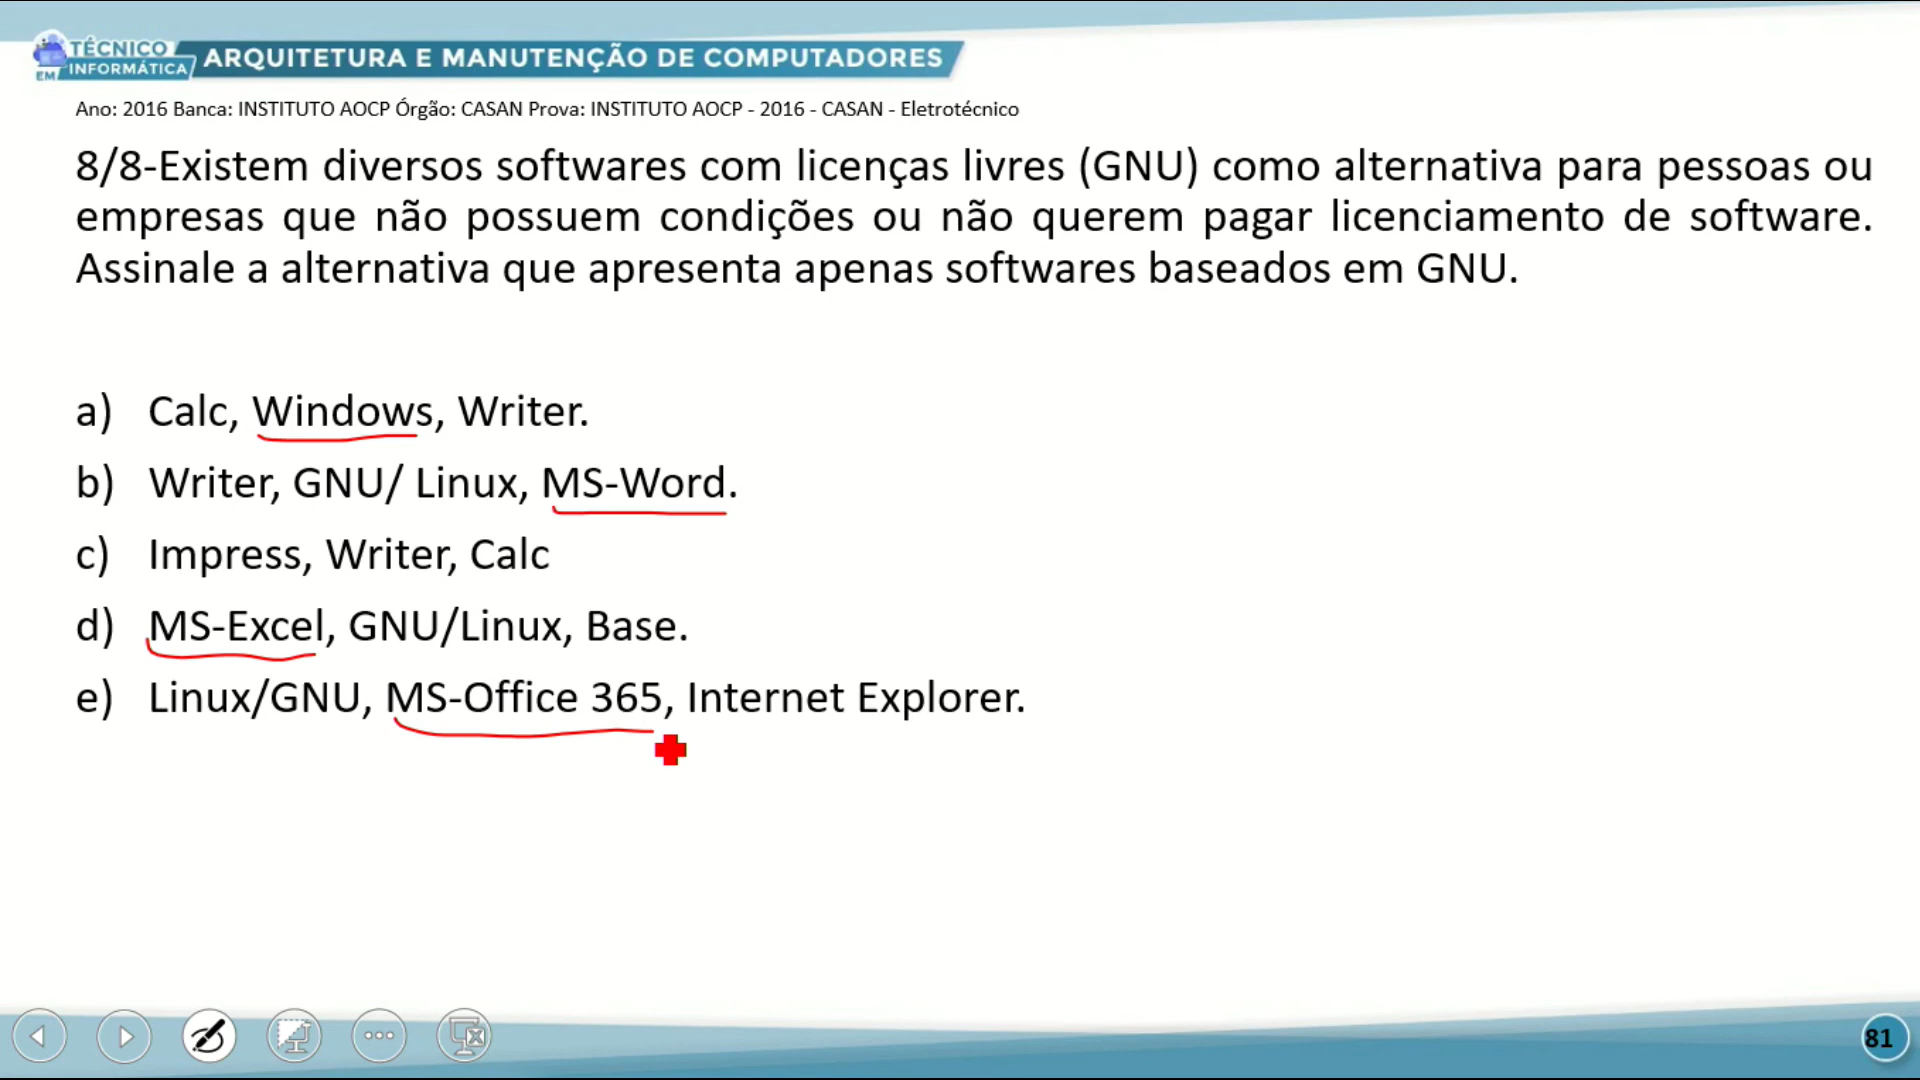 TÉCNICO
EM INFORMÁTICA
ARQUITETURA E MANUTENÇÃO DE COMPUTADORES
Ano: 2016 Banca: INSTITUTO AOCP Órgão: CASAN Prova: INSTITUTO AOCP - 2016 - CASAN - Eletrotécnico
8/8-Existem diversos softwares com licenças livres (GNU) como alternativa para pessoas ou
empresas que não possuem condições ou não querem pagar licenciamento de software.
Assinale a alternativa que apresenta apenas softwares baseados em GNU.
a) Calc, Windows, Writer.
b) Writer, GNU/ Linux, MS-Word.
c) Impress, Writer, Calc
d) MS-Excel, GNU/Linux, Base.
e) Linux/GNU, MS-Office 365, Internet Explorer.
81